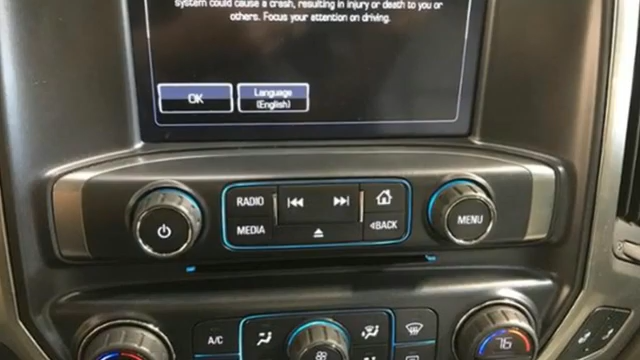 system could cause a crash, resulting in injury or death to you or
others. Focus your attention on driving.
OK
Language
(English)
RADIO
MEDIA
BACK
MENU
A/C
76